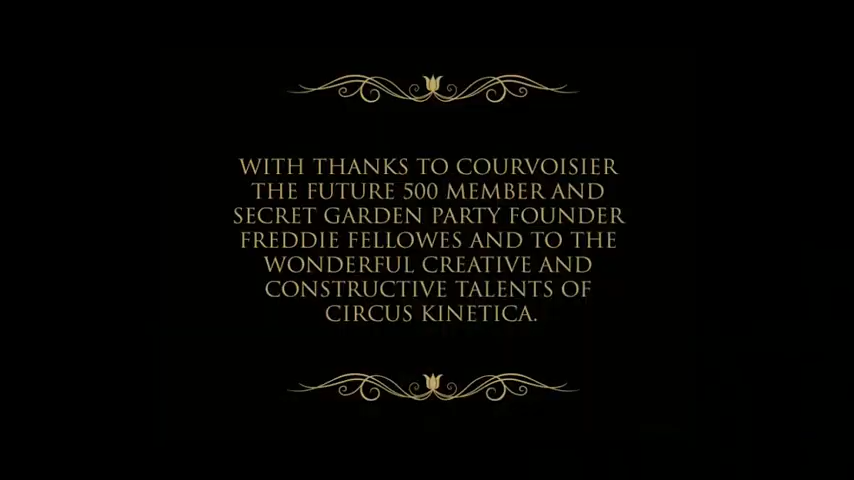 WITH THANKS TO COURVOISIER
THE FUTURE 500 MEMBER AND
SECRET GARDEN PARTY FOUNDER
FREDDIE FELLOWES AND TO THE
WONDERFUL CREATIVE AND
CONSTRUCTIVE TALENTS OF
CIRCUS KINETICA.